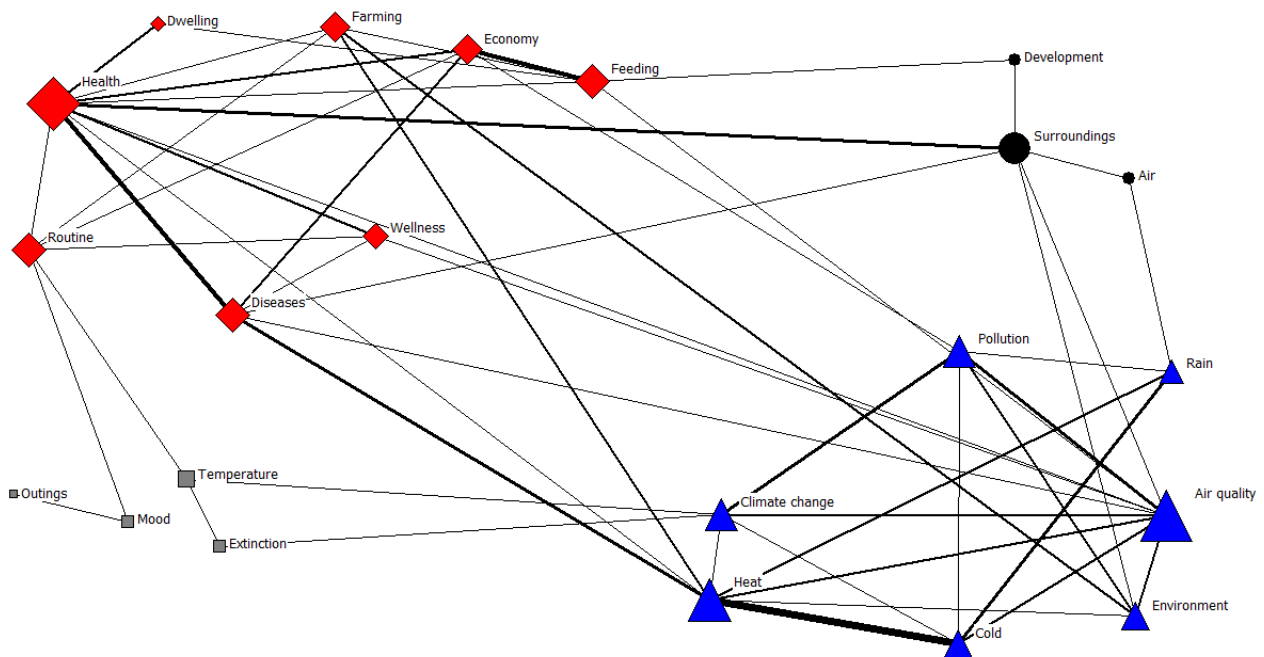 Dwelling
Farming
Economy
Feeding
Development
Health
Surroundings
Air
Routine
Wellness
Diseases
Pollution
Rain
Temperature
Outings
Mood
Climate change
Air quality
Extinction
Heat
Environment
Cold